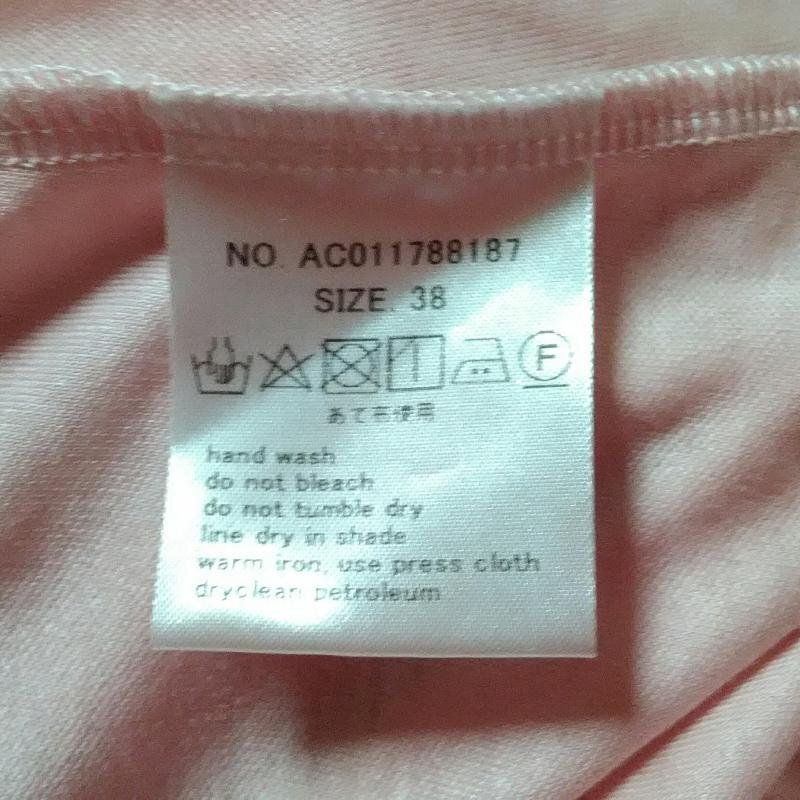 NO. AC011788187
SIZE. 38
F
あて布使用
hand wash
do not bleach
do not tumble dry
line dry in shade
warm iron, use press cloth
dryclean petroleum